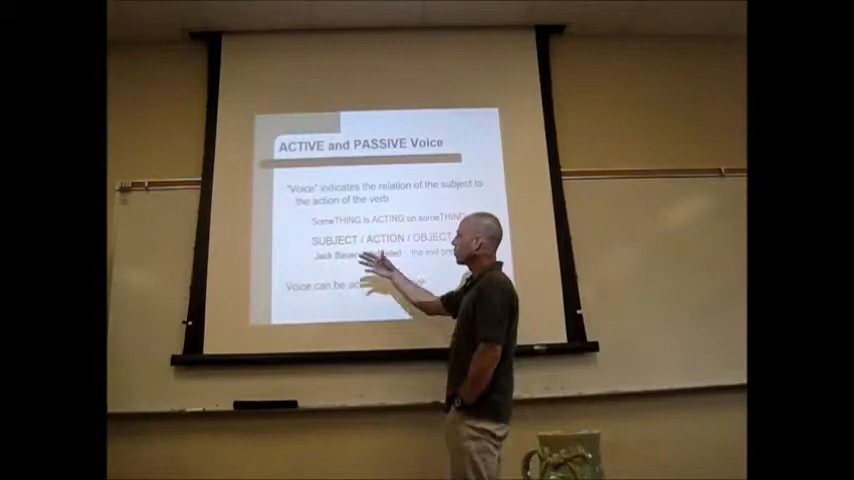 ACTIVE and PASSIVE Voice
"Voice" indicates the relation of the subject to
the action of the verb
SomeTHING is ACTING on someTHING
SUBJECT / ACTION / OBJECT
Jack Bauer the evil
Voice can be